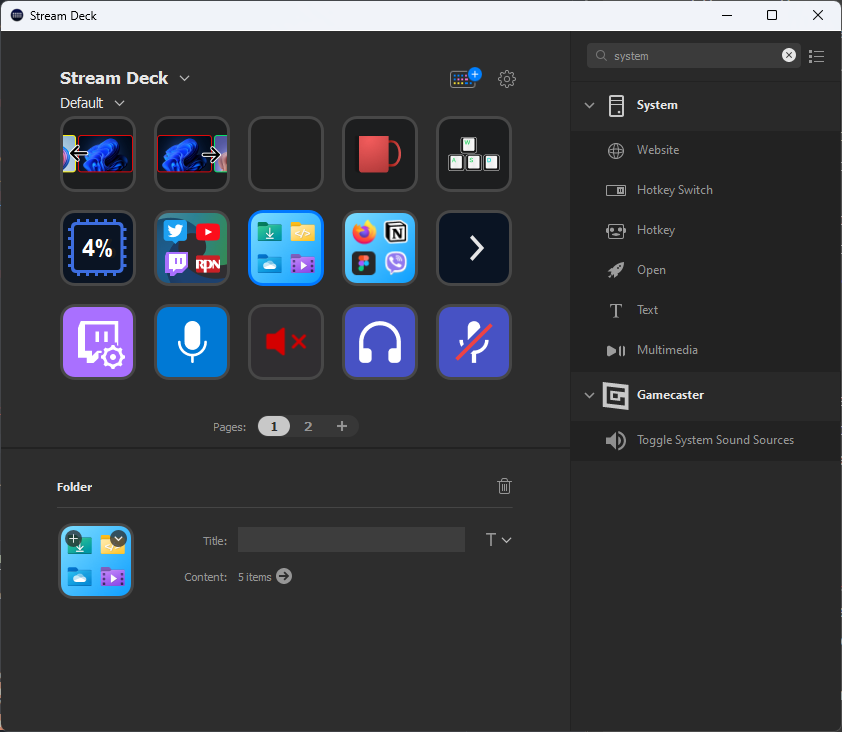 Stream Deck
system
Stream Deck
Default
W
A S D
4%
RDN
Pages: 1 2 +
Folder
Title: T
Content: 5 items
System
Website
Hotkey Switch
Hotkey
Open
Text
Multimedia
Gamecaster
Toggle System Sound Sources